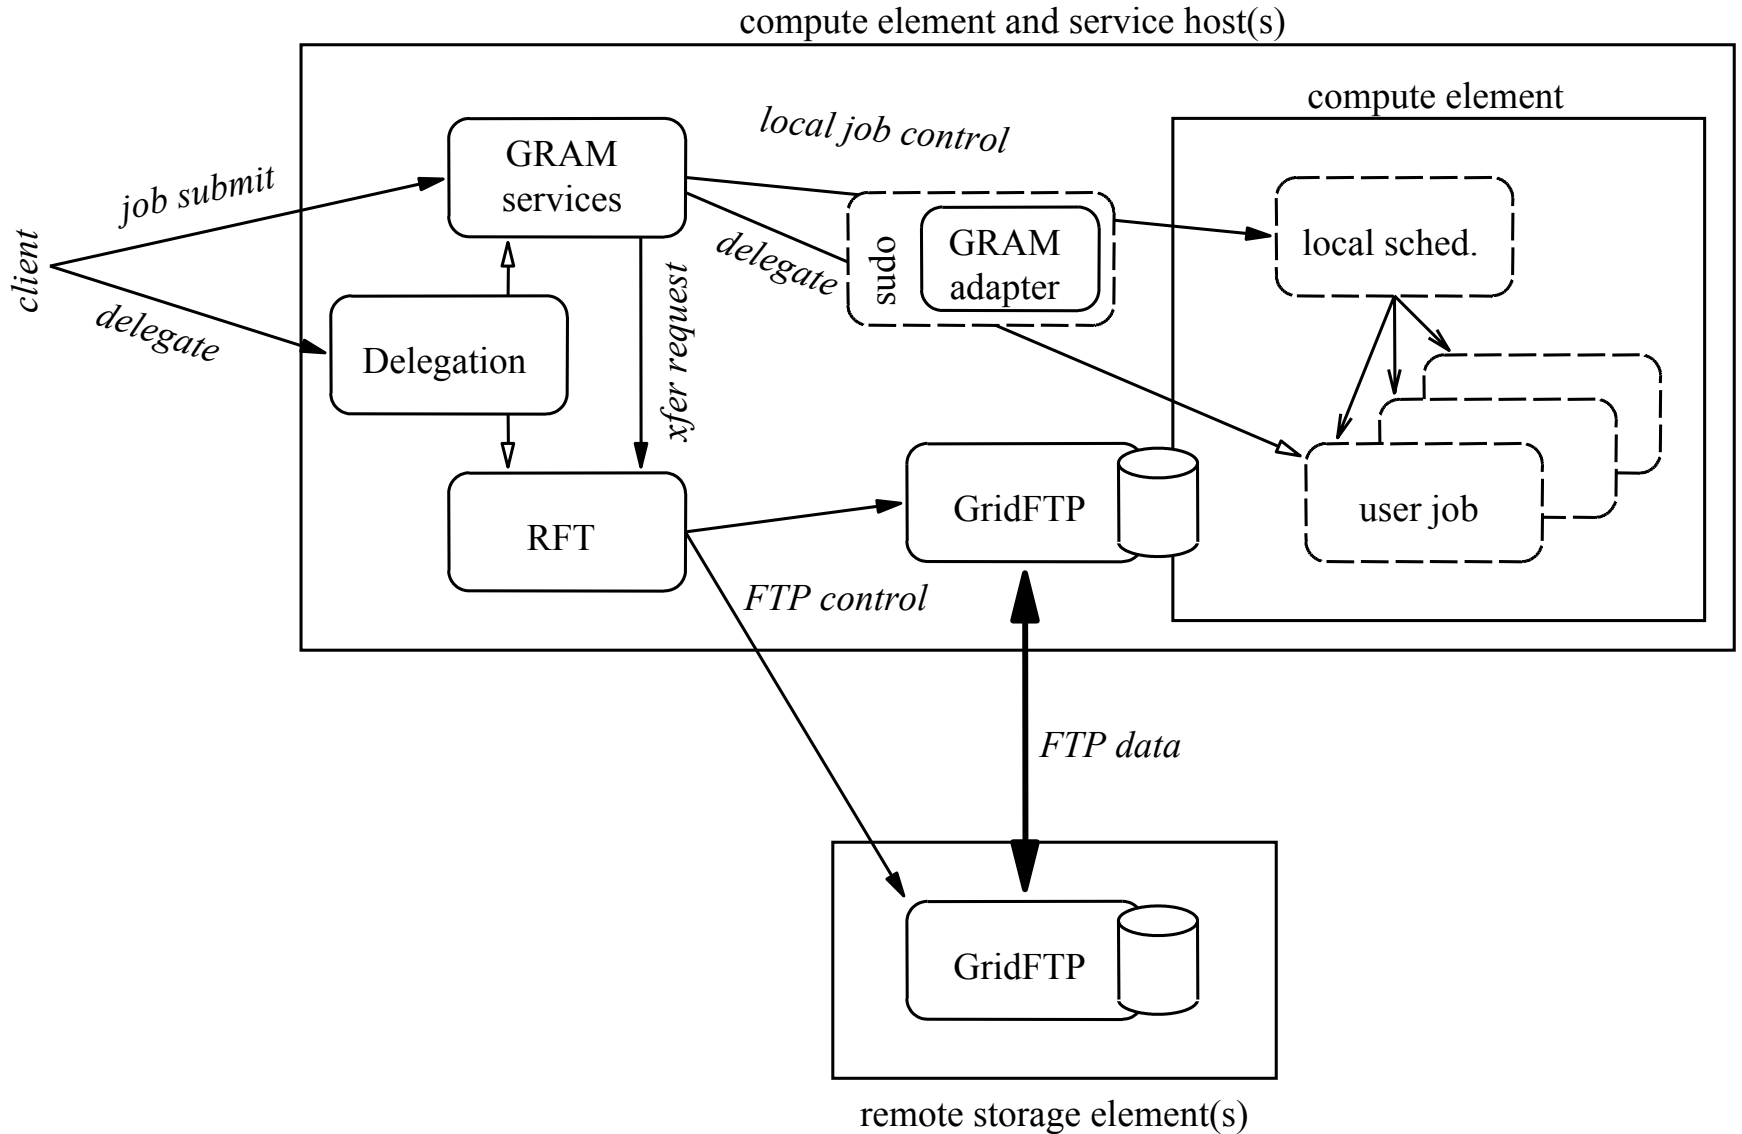 compute element and service host(s)
compute element
local job control
GRAM
services
job submit
client
delegate
sudo
GRAM
adapter
local sched.
delegate
xfer request
Delegation
RFT
GridFTP
user job
FTP control
FTP data
GridFTP
remote storage element(s)